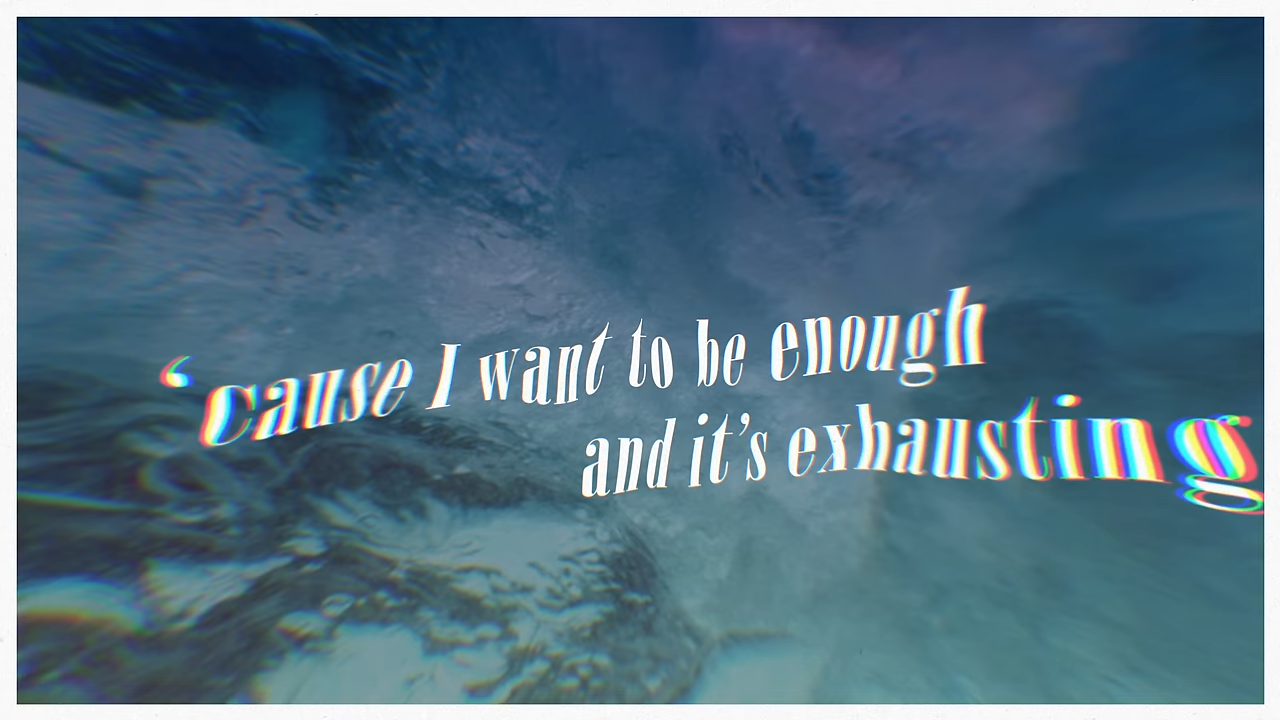 ‘cause I want to be enough
and it’s exhausting